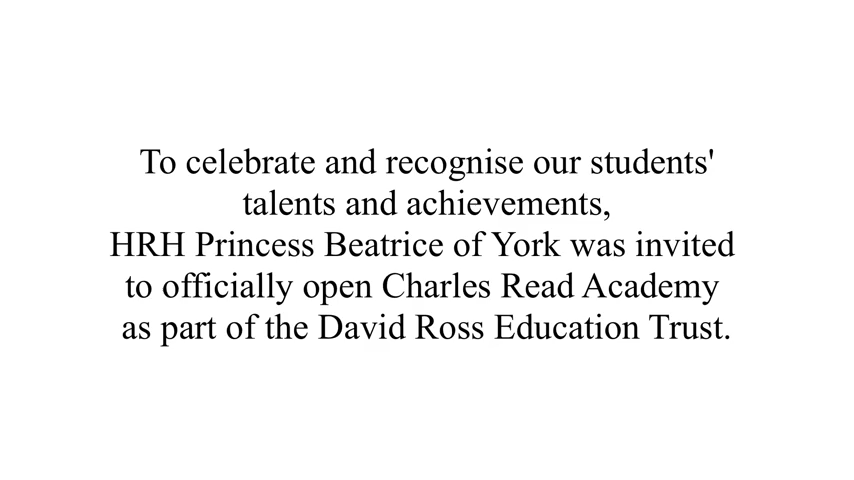 To celebrate and recognise our students'
talents and achievements,
HRH Princess Beatrice of York was invited
to officially open Charles Read Academy
as part of the David Ross Education Trust.